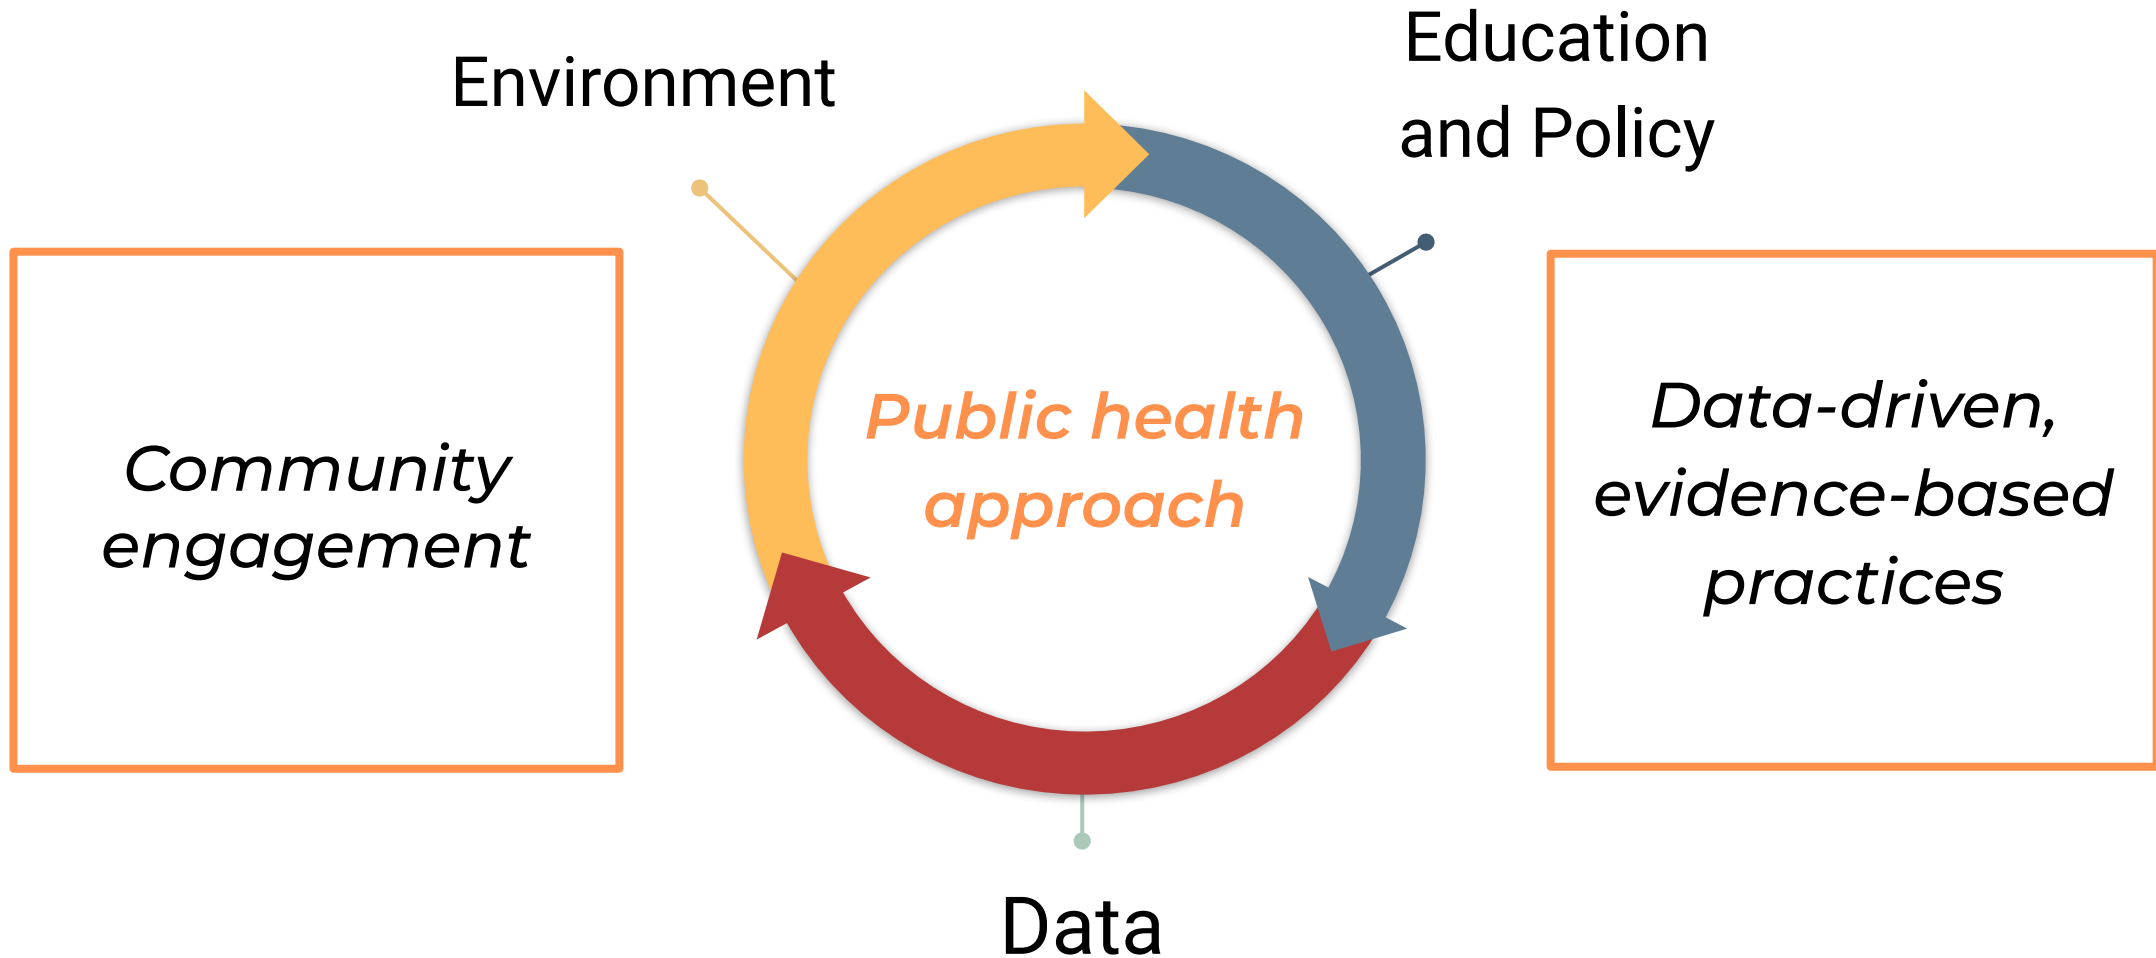 Environment
Education
and Policy
Community
engagement
Public health
approach
Data-driven,
evidence-based
practices
Data